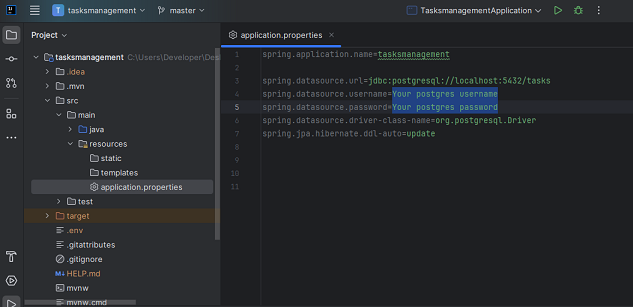 T tasksmanagement
master
TasksmanagementApplication
Project
tasksmanagement C:\Users\Developer\Des
.idea
.mvn
src
main
java
resources
static
templates
application.properties
test
target
.env
.gitattributes
.gitignore
M↓ HELP.md
mvnw
mvnw.cmd
application.properties
1 spring.application.name=tasksmanagement
2
3 spring.datasource.url=jdbc:postgresql://localhost:5432/tasks
4 spring.datasource.username=Your postgres username
5 spring.datasource.password=Your postgres password
6 spring.datasource.driver-class-name=org.postgresql.Driver
7 spring.jpa.hibernate.ddl-auto=update
8
9
10
11